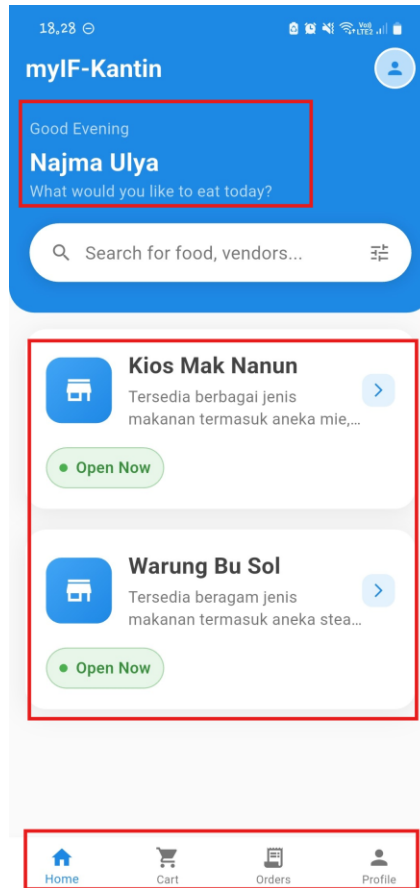 18.28
Vo))
LTE2
myIF-Kantin
Good Evening
Najma Ulya
What would you like to eat today?
Search for food, vendors...
Kios Mak Nanun
Tersedia berbagai jenis
makanan termasuk aneka mie,...
Open Now
Warung Bu Sol
Tersedia beragam jenis
makanan termasuk aneka stea...
Open Now
Home Cart Orders Profile